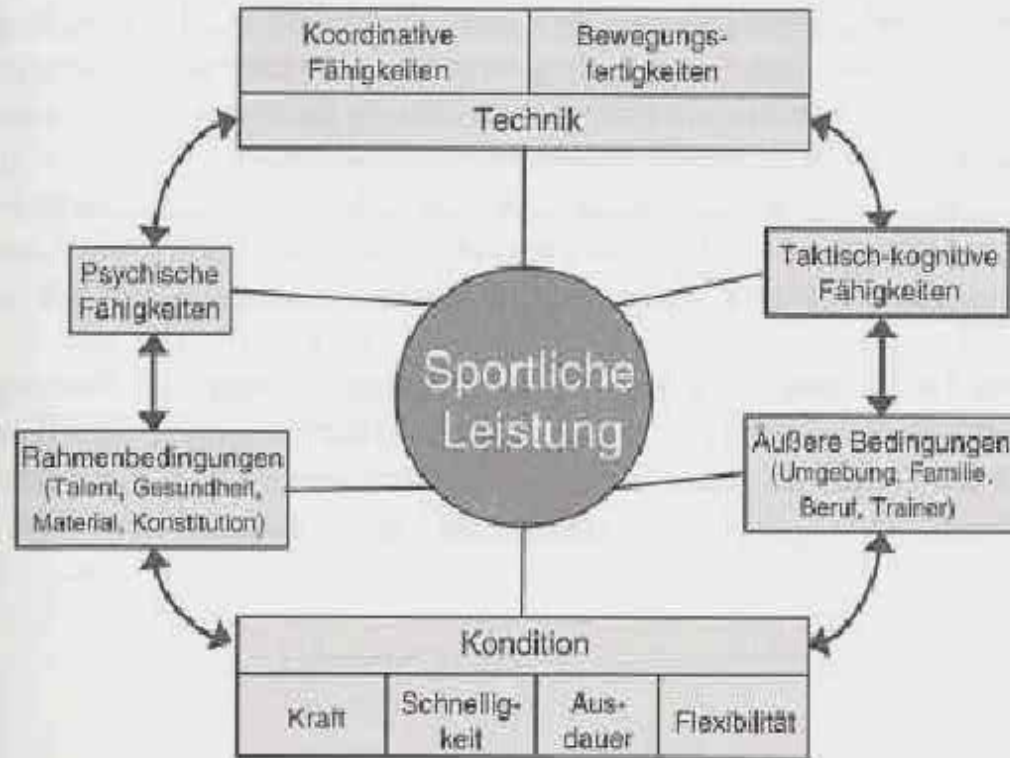 Koordinative
Fähigkeiten
Bewegungs-
fertigkeiten
Technik
Psychische
Fähigkeiten
Taktisch-kognitive
Fähigkeiten
Sportliche
Leistung
Rahmenbedingungen
(Talent, Gesundheit,
Material, Konstitution)
Äußere Bedingungen
(Umgebung, Familie,
Beruf, Trainer)
Kondition
Kraft
Schnellig-
keit
Aus-
dauer
Flexibilität